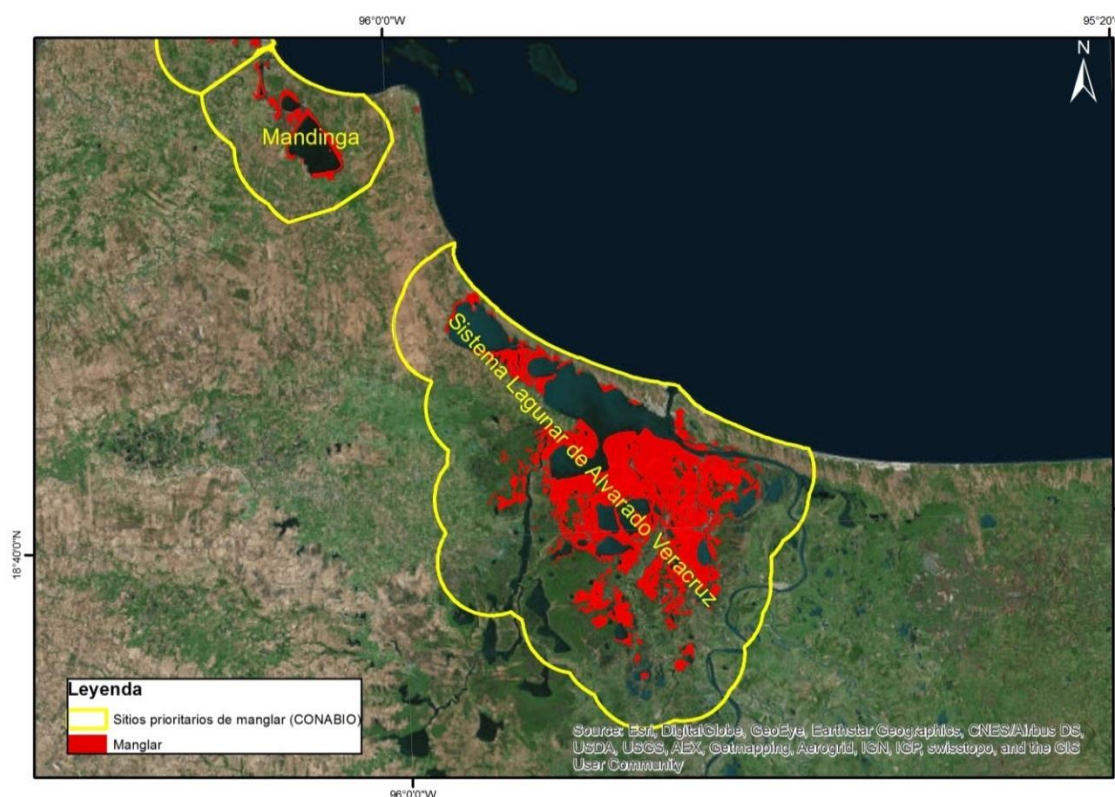 96°0'0"W
95°20'
N
Mandinga
Sistema Lagunar de Alvarado Veracruz
18°40'0"N
Leyenda
Sitios prioritarios de manglar (CONABIO)
Manglar
Source: Esri, DigitalGlobe, GeoEye, Earthstar Geographics, CNES/Airbus DS,
USDA, USGS, AEX, Getmapping, Aerogrid, IGN, IGP, swisstopo, and the GIS
User Community
96°0'0"W